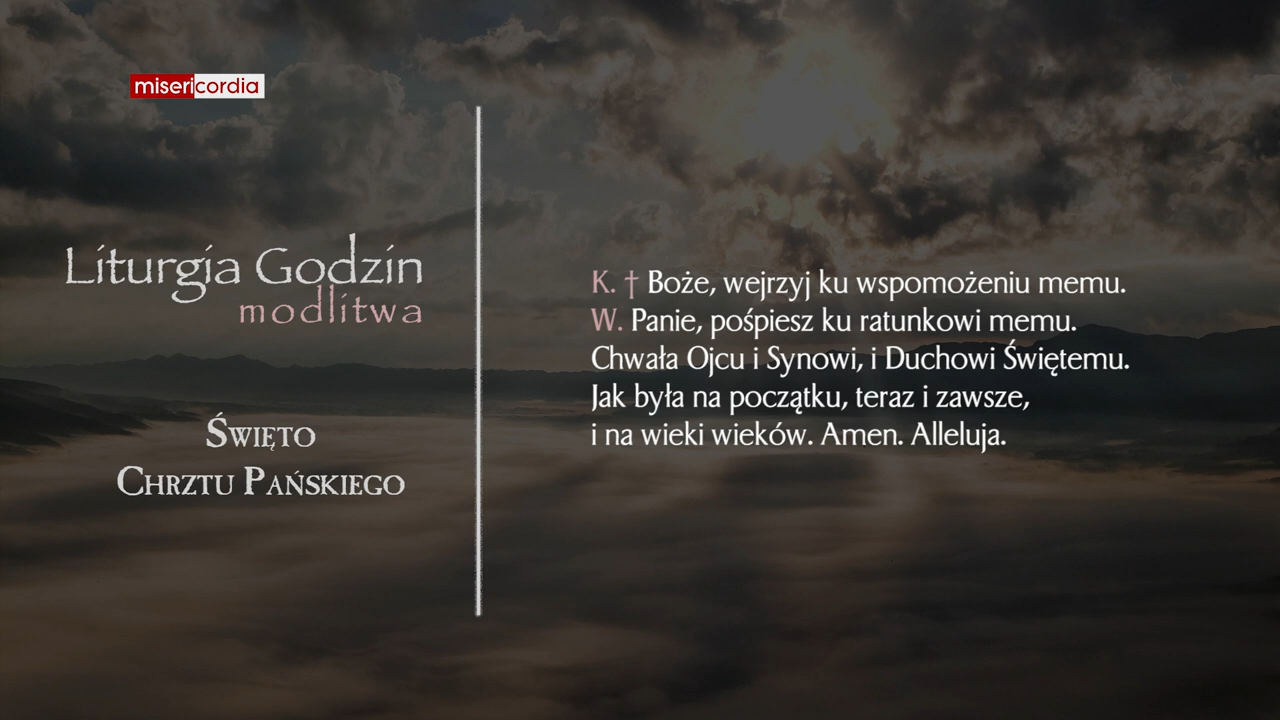 misericordia
Liturgia Godzin
modlitwa
Święto
Chrztu Pańskiego
K. † Boże, wejrzyj ku wspomożeniu memu.
W. Panie, pośpiesz ku ratunkowi memu.
Chwała Ojcu i Synowi, i Duchowi Świętemu.
Jak była na początku, teraz i zawsze,
i na wieki wieków. Amen. Alleluja.